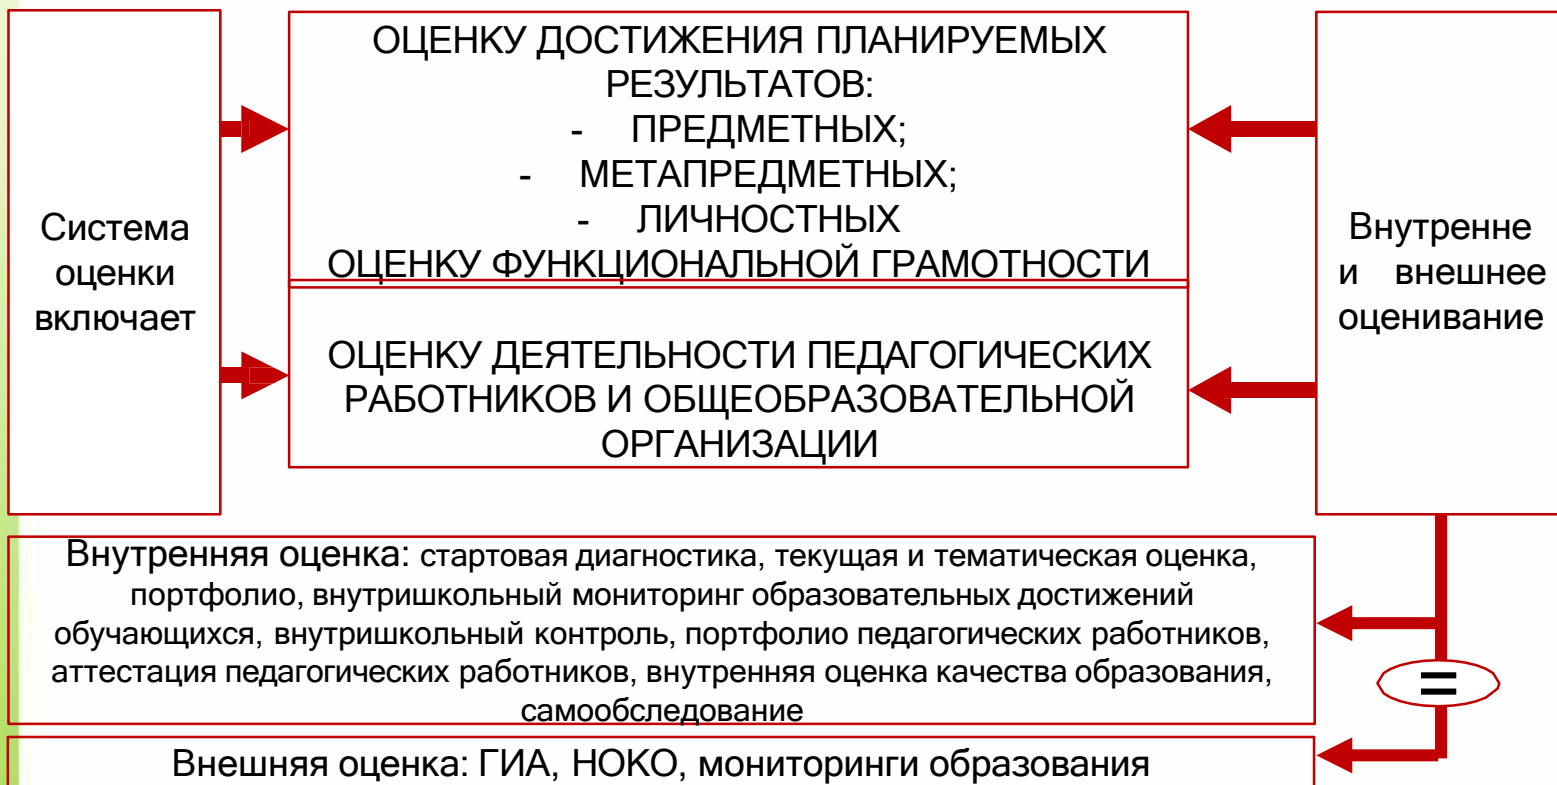 Система
оценки
включает
ОЦЕНКУ ДОСТИЖЕНИЯ ПЛАНИРУЕМЫХ
РЕЗУЛЬТАТОВ:
- ПРЕДМЕТНЫХ;
- МЕТАПРЕДМЕТНЫХ;
- ЛИЧНОСТНЫХ
ОЦЕНКУ ФУНКЦИОНАЛЬНОЙ ГРАМОТНОСТИ
ОЦЕНКУ ДЕЯТЕЛЬНОСТИ ПЕДАГОГИЧЕСКИХ
РАБОТНИКОВ И ОБЩЕОБРАЗОВАТЕЛЬНОЙ
ОРГАНИЗАЦИИ
Внутренне
и внешнее
оценивание
Внутренняя оценка: стартовая диагностика, текущая и тематическая оценка,
портфолио, внутришкольный мониторинг образовательных достижений
обучающихся, внутришкольный контроль, портфолио педагогических работников,
аттестация педагогических работников, внутренняя оценка качества образования,
самообследование
=
Внешняя оценка: ГИА, НОКО, мониторинги образования